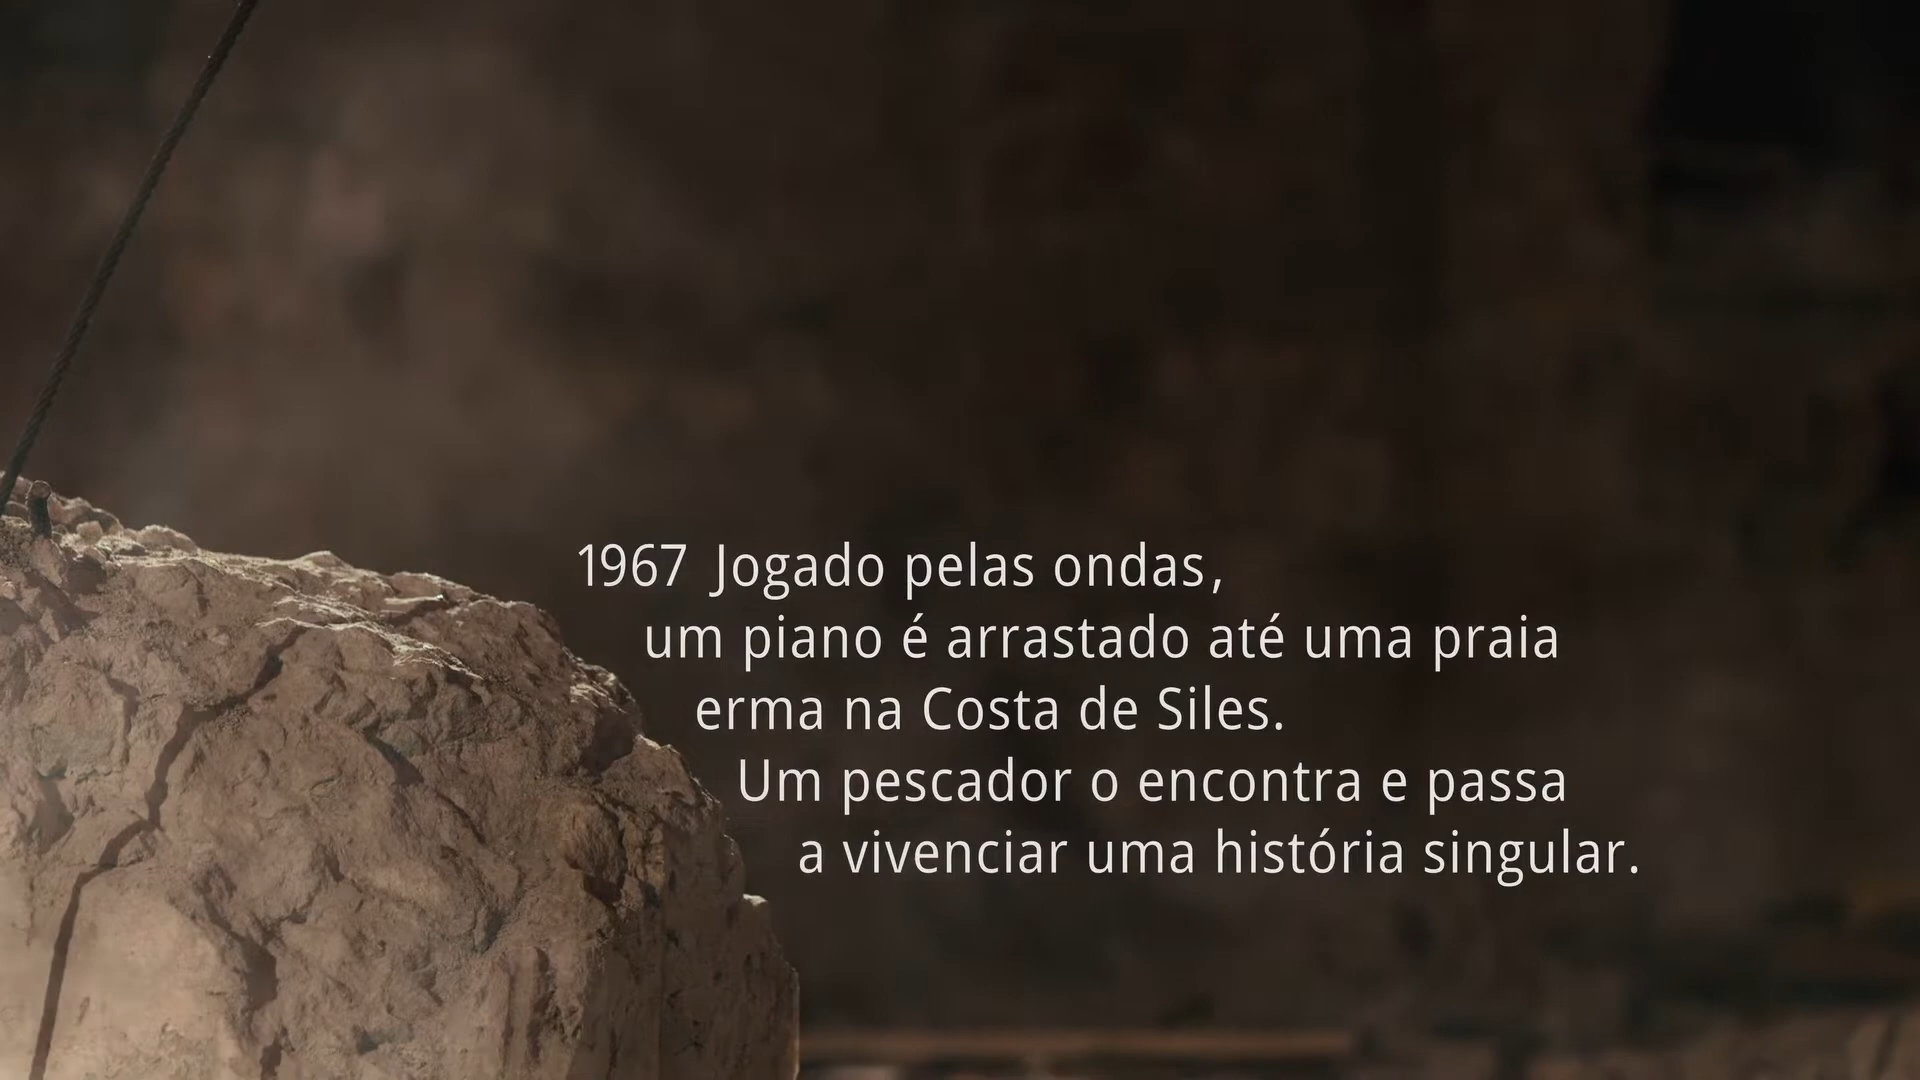 1967 Jogado pelas ondas,
um piano é arrastado até uma praia
erma na Costa de Siles.
Um pescador o encontra e passa
a vivenciar uma história singular.